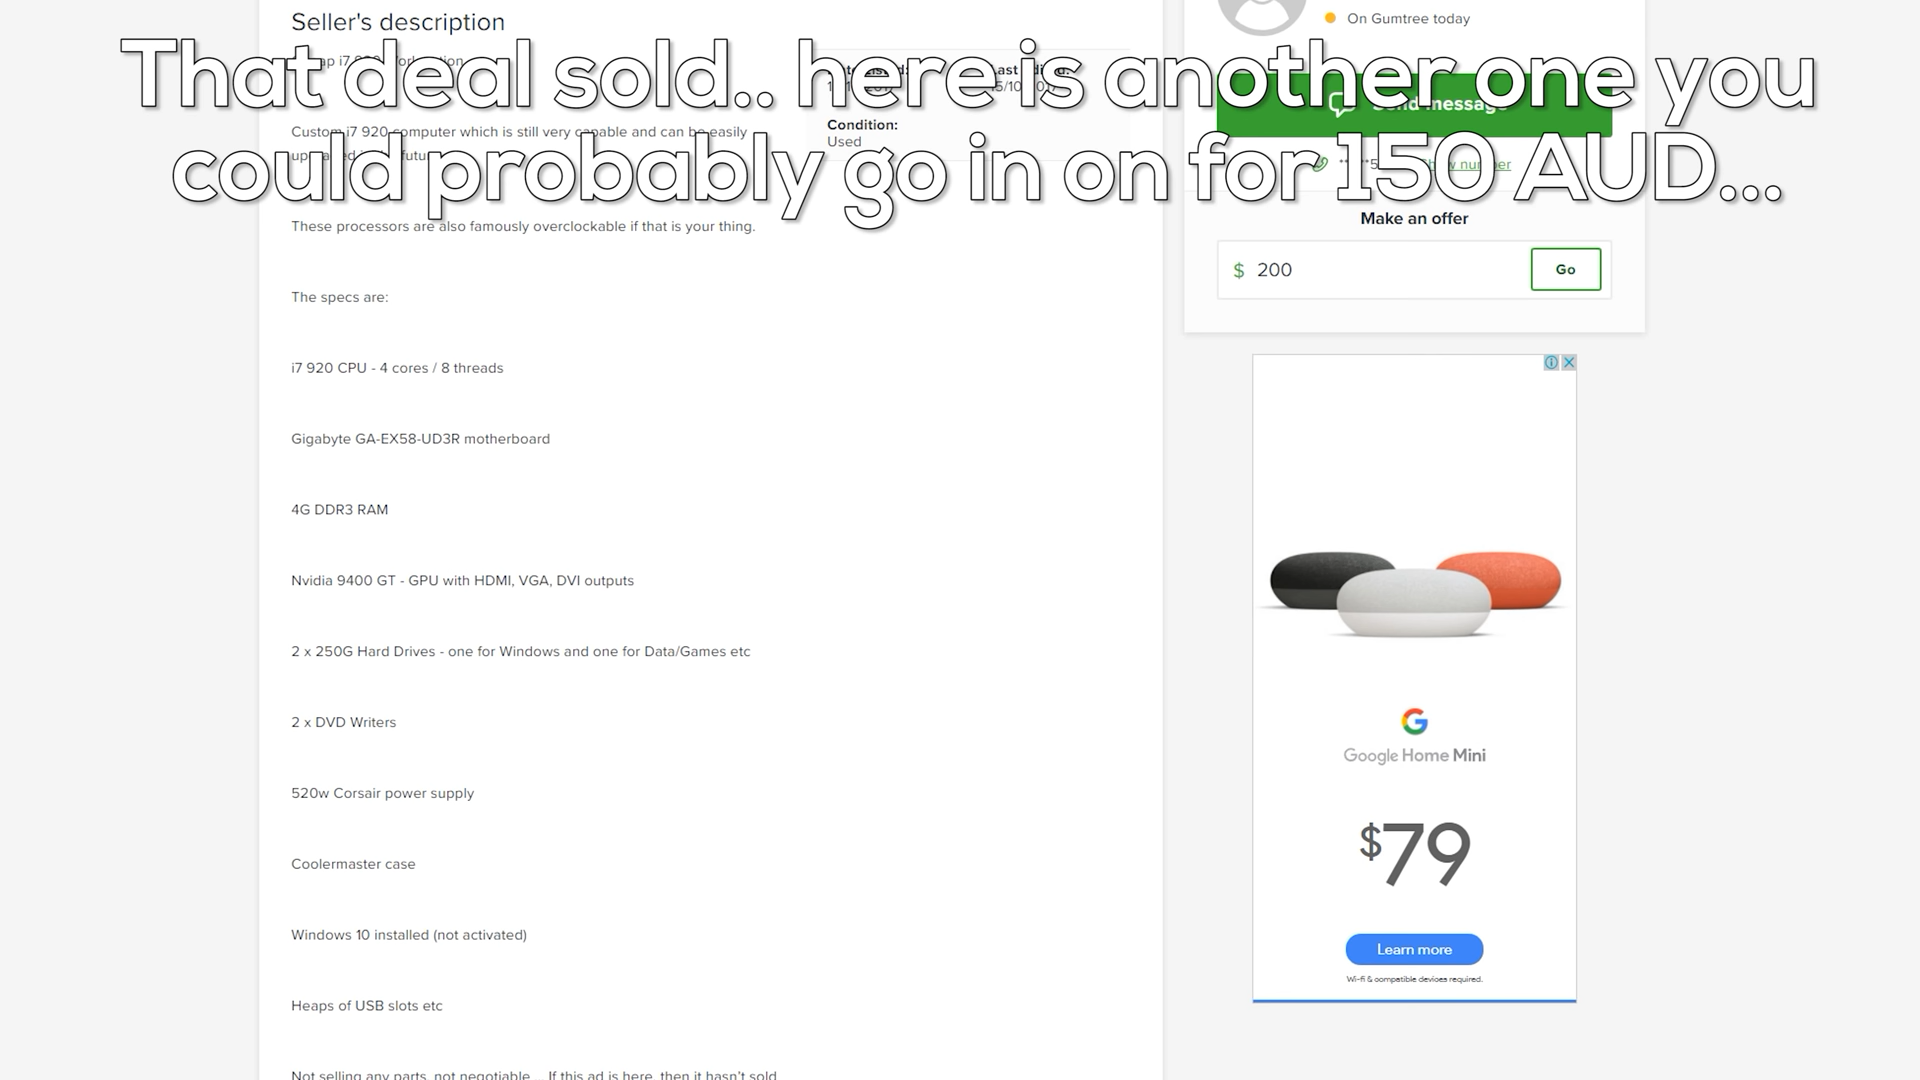 Seller's description
On Gumtree today
That deal sold.. here is another one you
could probably go in on for 150 AUD...
Condition:
Used
Custom i7 920 computer which is still very capable and can be easily
These processors are also famously overclockable if that is your thing.
Make an offer
$ 200
Go
The specs are:
i7 920 CPU - 4 cores / 8 threads
Gigabyte GA-EX58-UD3R motherboard
4G DDR3 RAM
Nvidia 9400 GT - GPU with HDMI, VGA, DVI outputs
2 x 250G Hard Drives - one for Windows and one for Data/Games etc
2 x DVD Writers
520w Corsair power supply
Coolermaster case
Windows 10 installed (not activated)
Heaps of USB slots etc
Not selling any parts, not negotiable ... If this ad is here, then it hasn't sold
G
Google Home Mini
$79
Learn more
Wi-fi & compatible devices required.